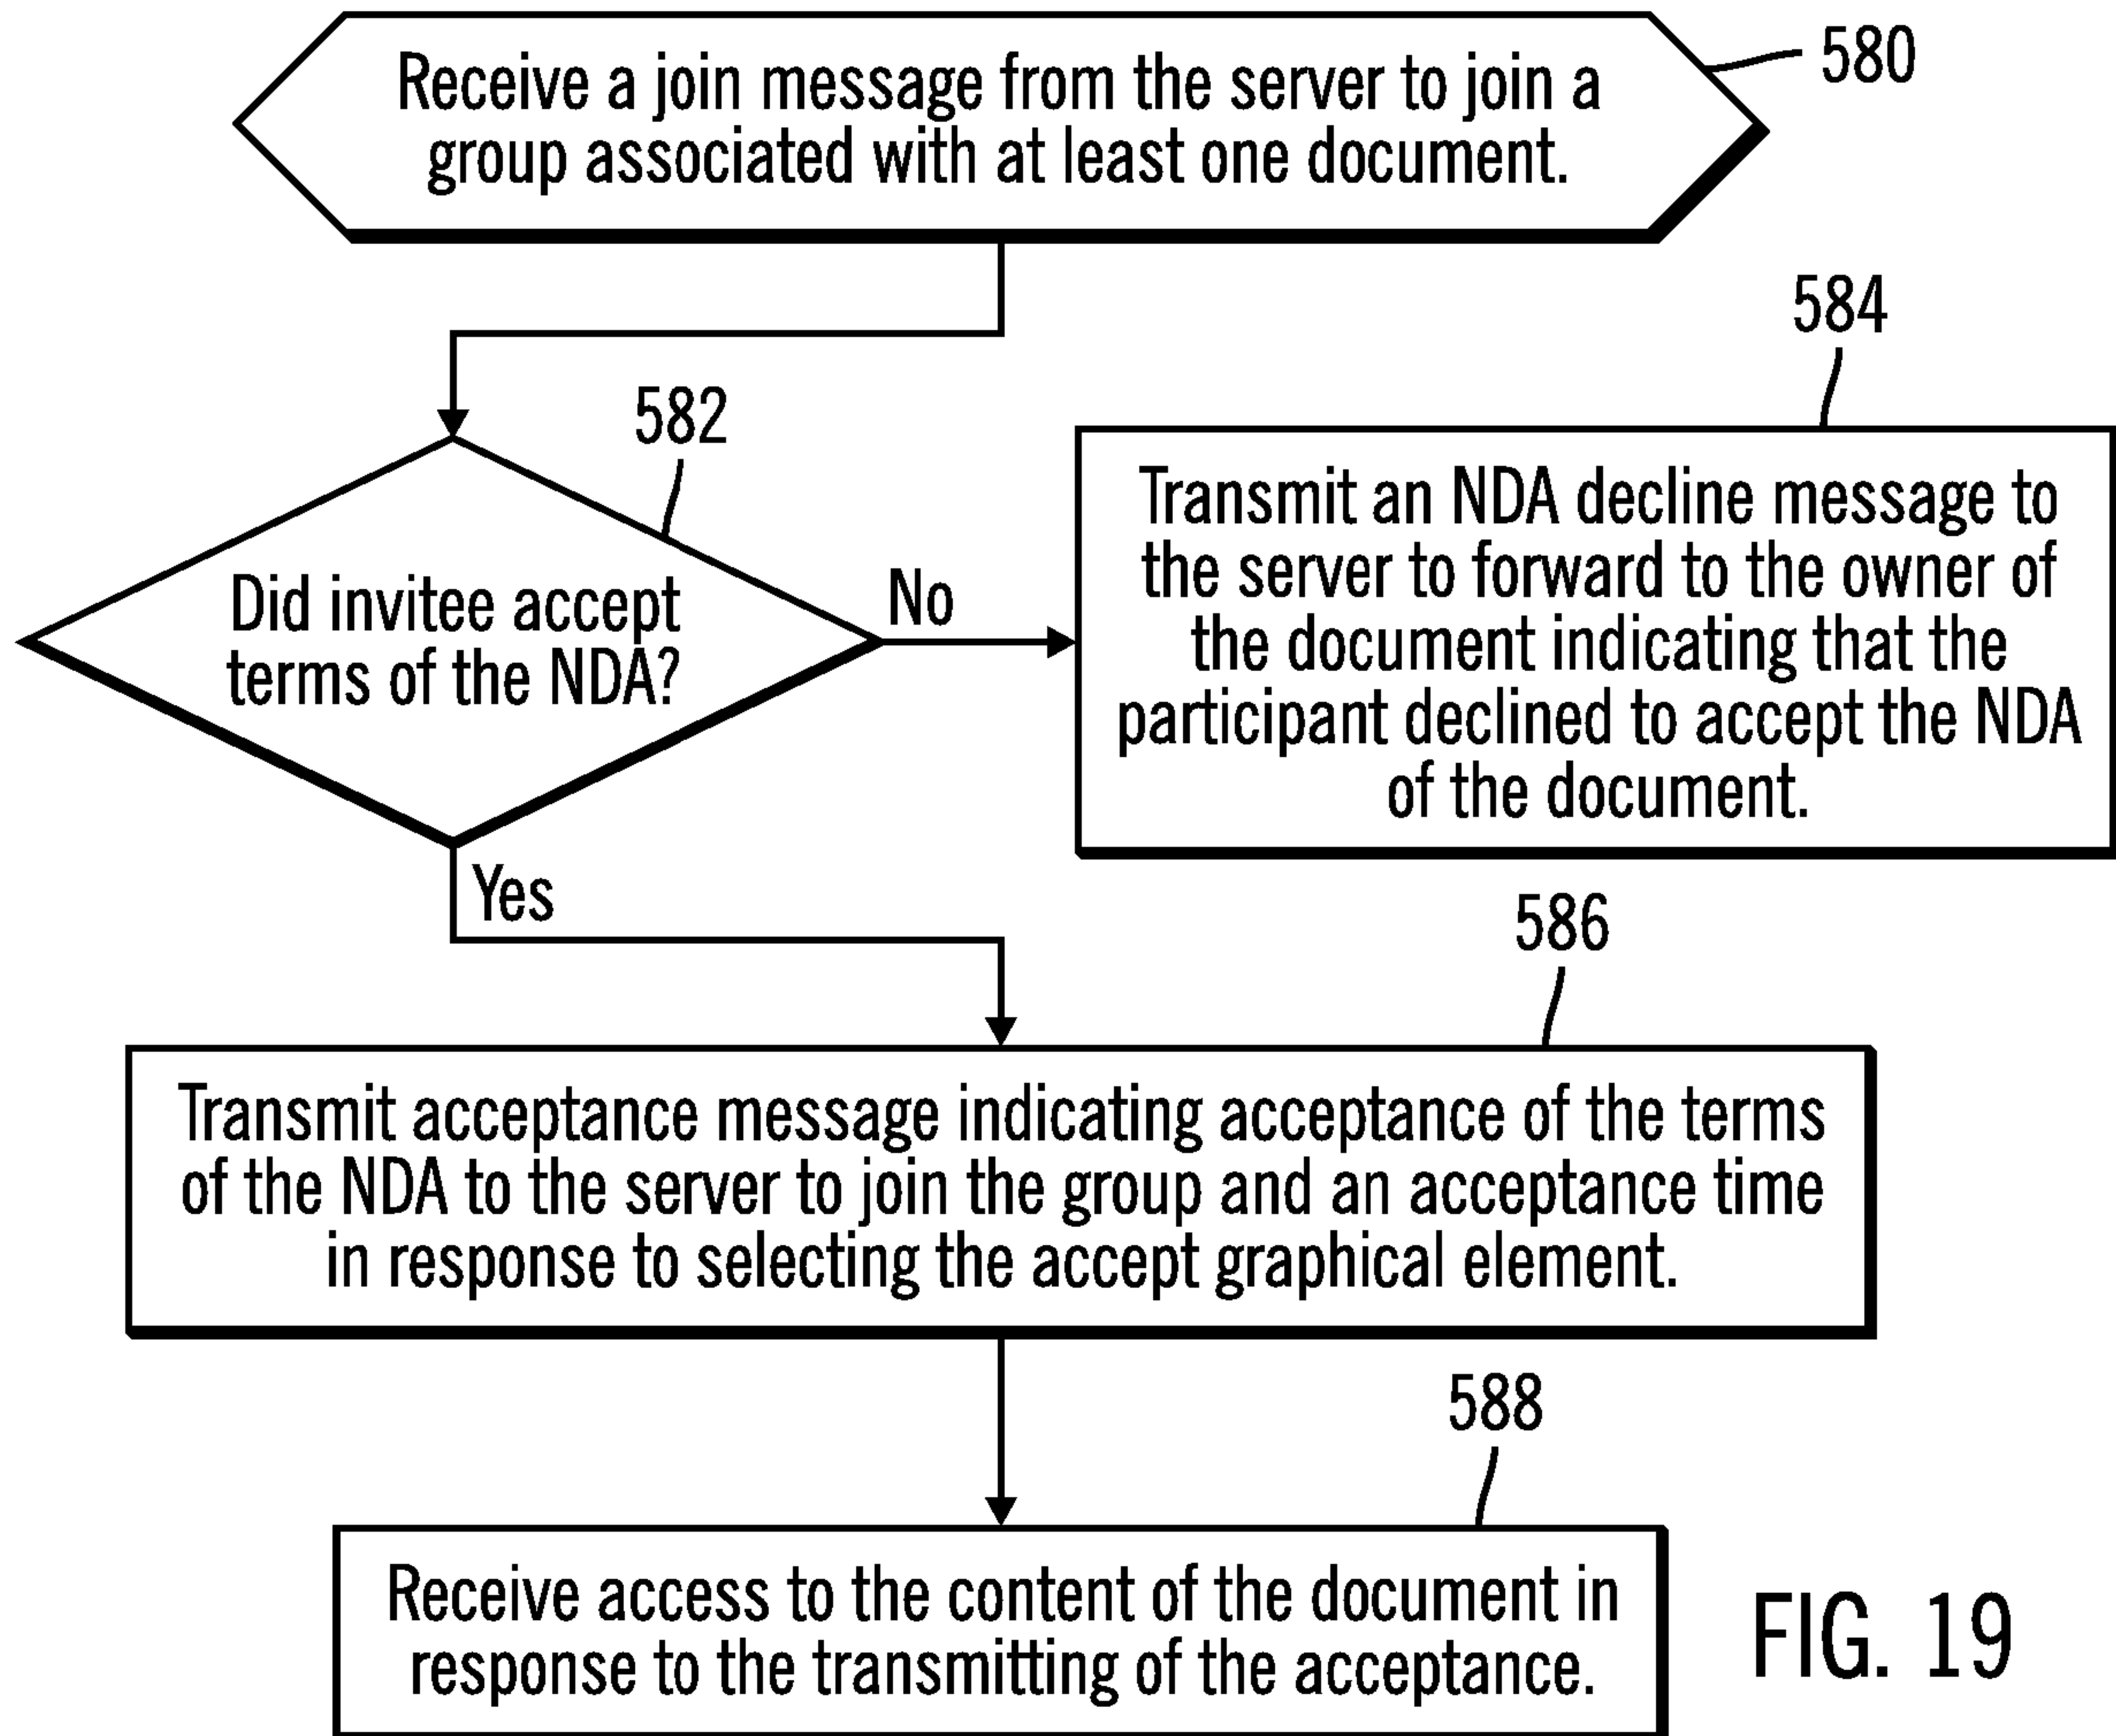 Receive a join message from the server to join a
group associated with at least one document.
580
582
Did invitee accept
terms of the NDA?
No
584
Transmit an NDA decline message to
the server to forward to the owner of
the document indicating that the
participant declined to accept the NDA
of the document.
Yes
586
Transmit acceptance message indicating acceptance of the terms
of the NDA to the server to join the group and an acceptance time
in response to selecting the accept graphical element.
588
Receive access to the content of the document in
response to the transmitting of the acceptance.
FIG. 19